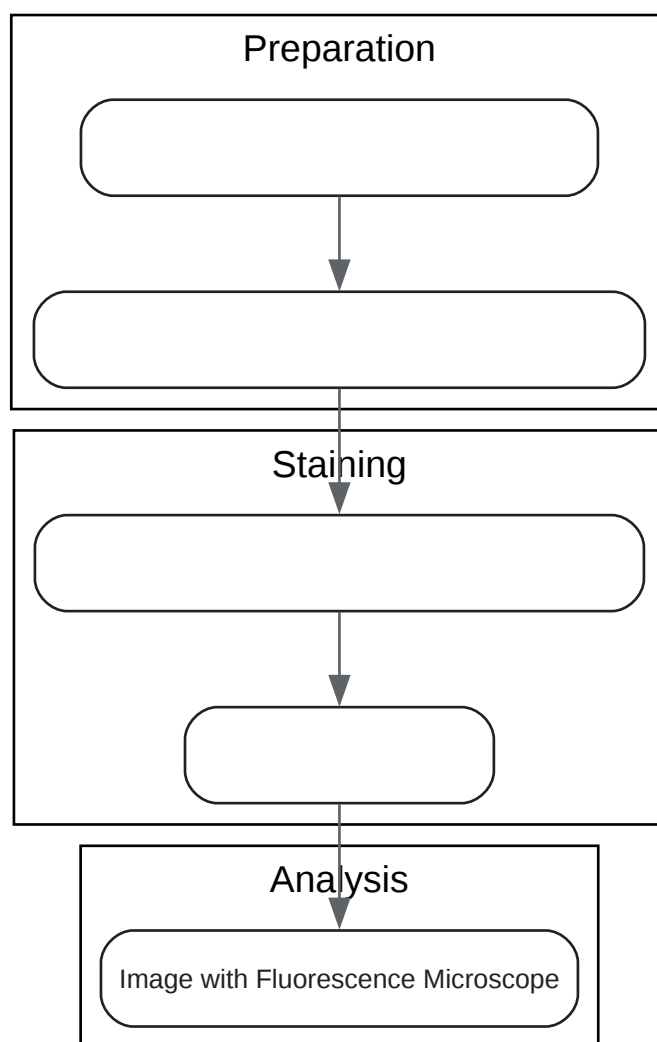 Preparation
Staining
Analysis
Image with Fluorescence Microscope